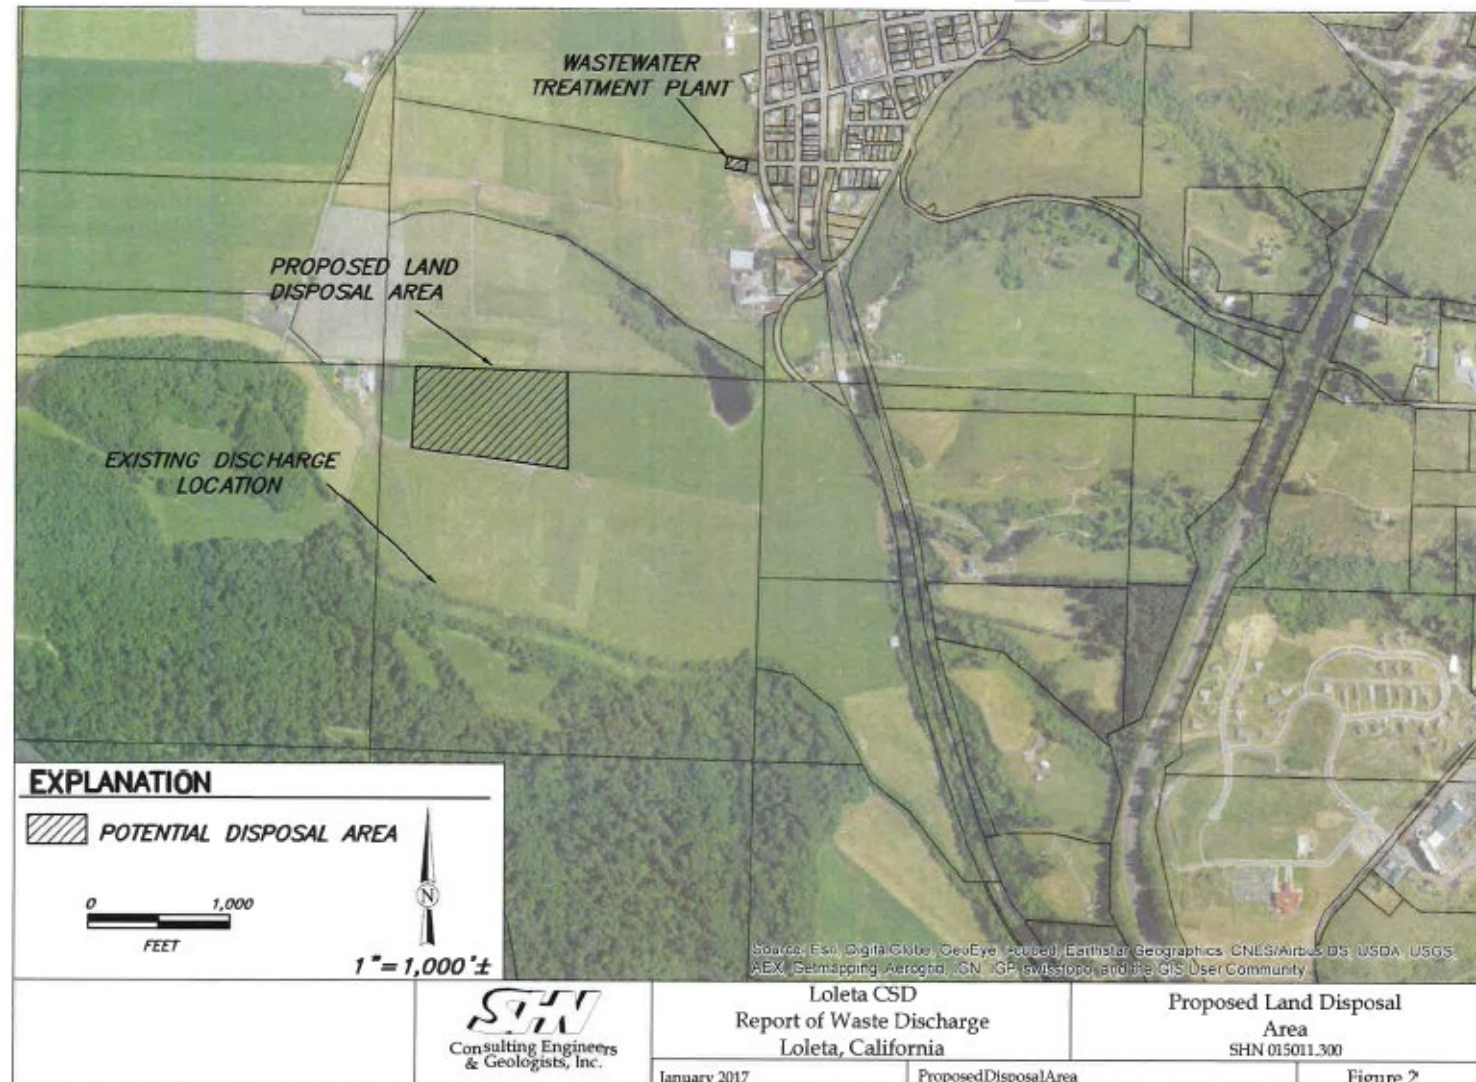 WASTEWATER
TREATMENT PLANT
PROPOSED LAND
DISPOSAL AREA
EXISTING DISCHARGE
LOCATION
EXPLANATION
POTENTIAL DISPOSAL AREA
0 1,000
FEET
N
1"=1,000'±
Source: Esri, DigitalGlobe, GeoEye, Earthstar Geographics, CNES/Airbus DS, USDA, USGS,
AEX, Getmapping, Aerogrid, IGN, IGP, swisstopo, and the GIS User Community
SHN
Consulting Engineers
& Geologists, Inc.
Loleta CSD
Report of Waste Discharge
Loleta, California
Proposed Land Disposal
Area
SHN 015011.300
January 2017
ProposedDisposalArea
Figure 2